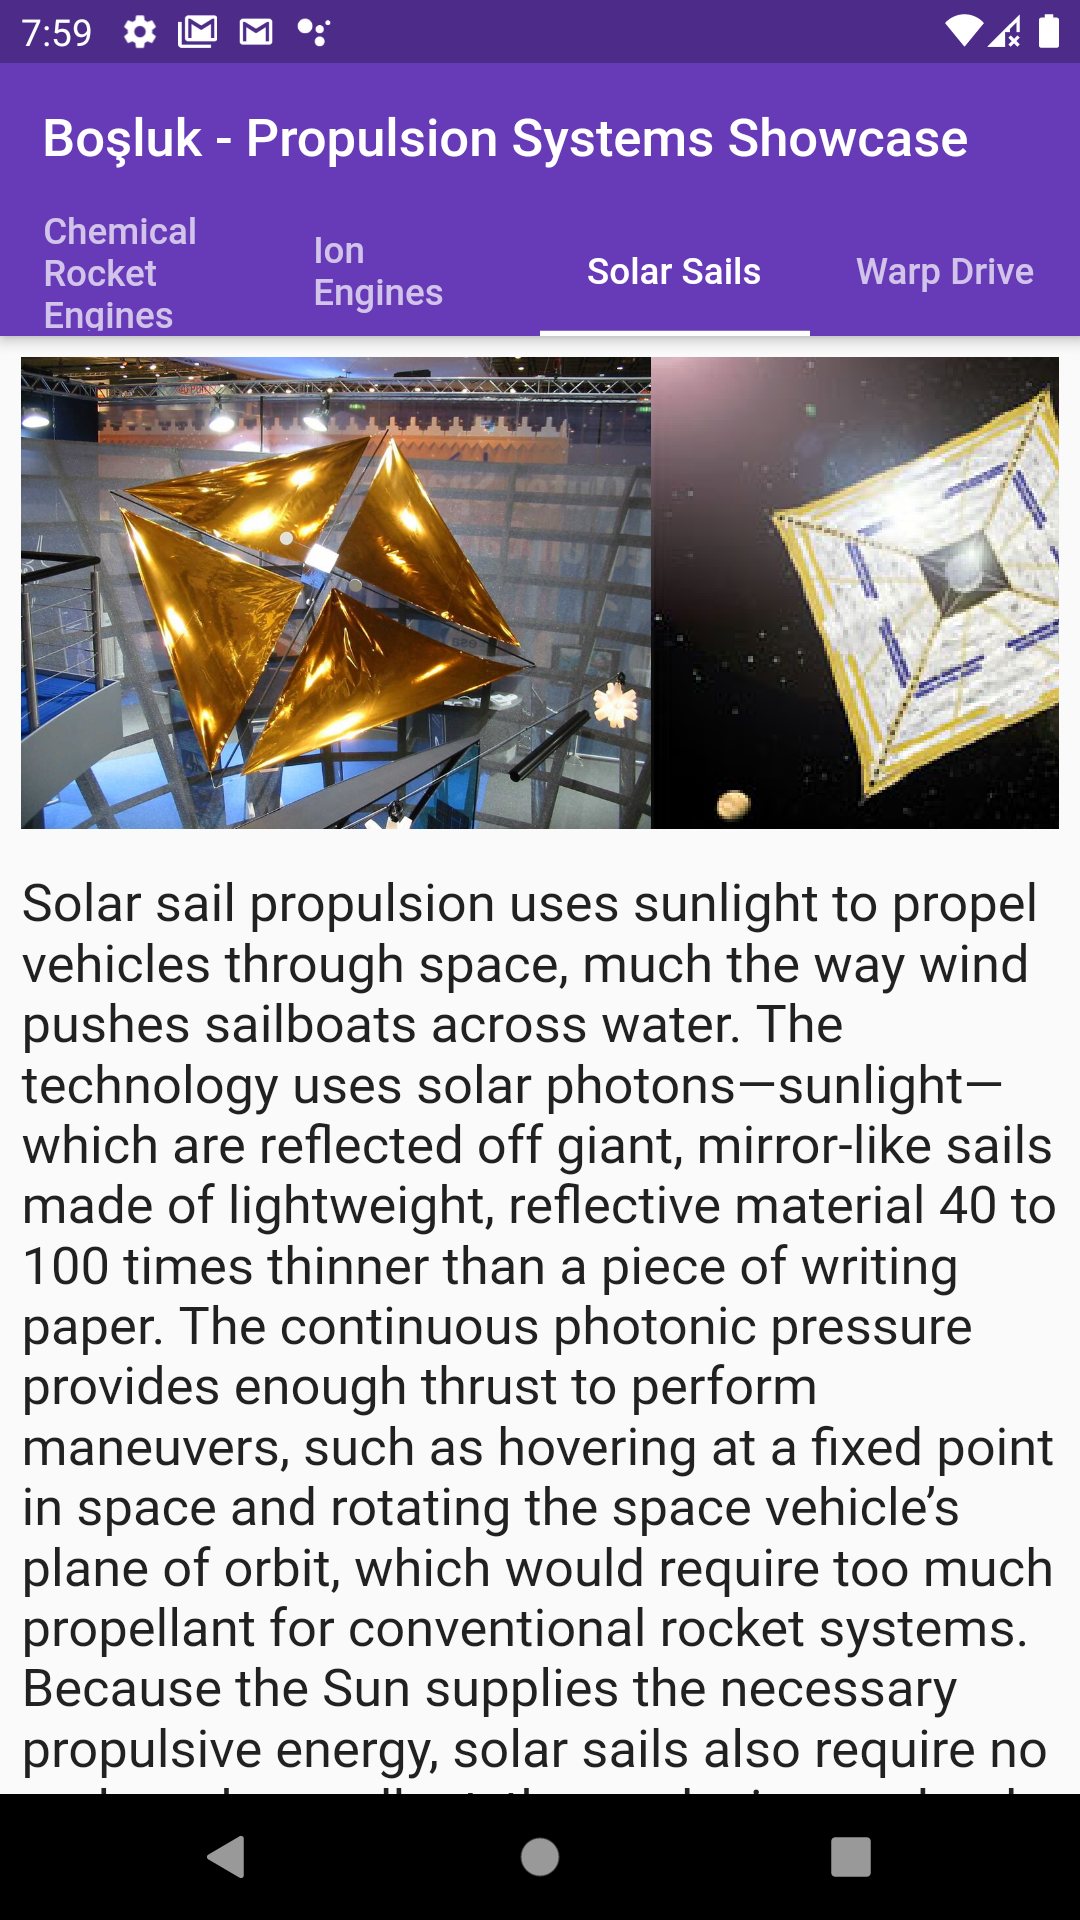 7:59
Boşluk - Propulsion Systems Showcase
Chemical
Rocket
Engines
Ion
Engines
Solar Sails
Warp Drive
Solar sail propulsion uses sunlight to propel
vehicles through space, much the way wind
pushes sailboats across water. The
technology uses solar photons—sunlight—
which are reflected off giant, mirror-like sails
made of lightweight, reflective material 40 to
100 times thinner than a piece of writing
paper. The continuous photonic pressure
provides enough thrust to perform
maneuvers, such as hovering at a fixed point
in space and rotating the space vehicle’s
plane of orbit, which would require too much
propellant for conventional rocket systems.
Because the Sun supplies the necessary
propulsive energy, solar sails also require no